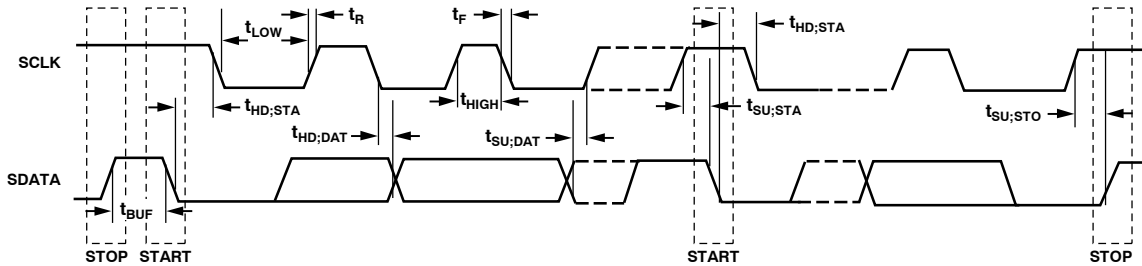 tR
tF
tLOW
tHD;STA
SCLK
tHD;STA
tHIGH
tSU;STA
tSU;STO
tHD;DAT
tSU;DAT
SDATA
tBUF
STOP
START
START
STOP